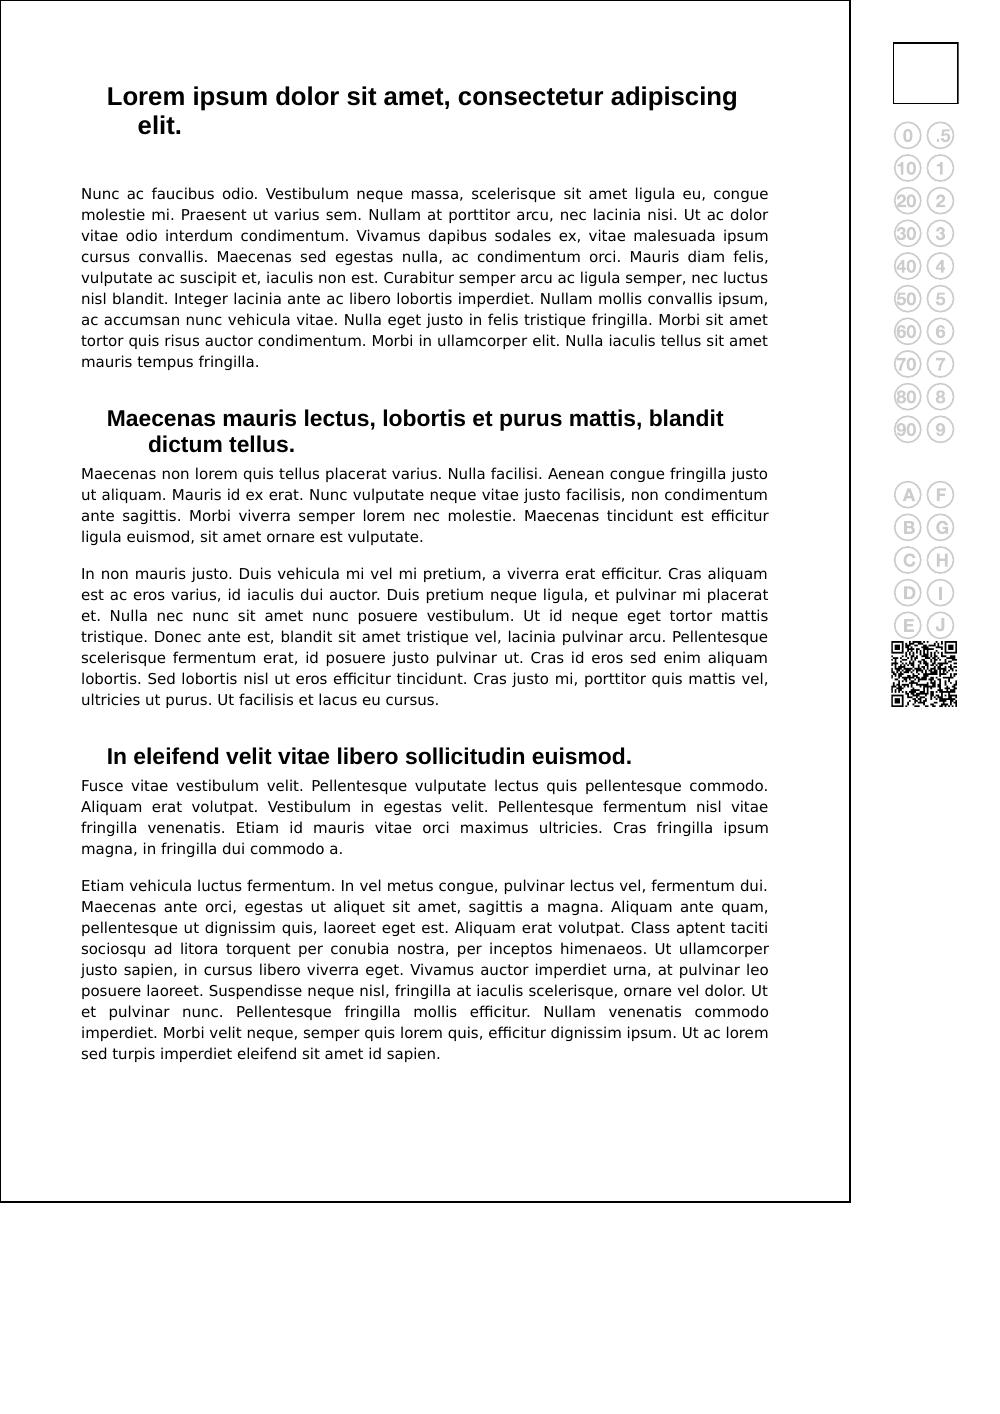 Lorem ipsum dolor sit amet, consectetur adipiscing
elit.
Nunc ac faucibus odio. Vestibulum neque massa, scelerisque sit amet ligula eu, congue
molestie mi. Praesent ut varius sem. Nullam at porttitor arcu, nec lacinia nisi. Ut ac dolor
vitae odio interdum condimentum. Vivamus dapibus sodales ex, vitae malesuada ipsum
cursus convallis. Maecenas sed egestas nulla, ac condimentum orci. Mauris diam felis,
vulputate ac suscipit et, iaculis non est. Curabitur semper arcu ac ligula semper, nec luctus
nisl blandit. Integer lacinia ante ac libero lobortis imperdiet. Nullam mollis convallis ipsum,
ac accumsan nunc vehicula vitae. Nulla eget justo in felis tristique fringilla. Morbi sit amet
tortor quis risus auctor condimentum. Morbi in ullamcorper elit. Nulla iaculis tellus sit amet
mauris tempus fringilla.
Maecenas mauris lectus, lobortis et purus mattis, blandit
dictum tellus.
Maecenas non lorem quis tellus placerat varius. Nulla facilisi. Aenean congue fringilla justo
ut aliquam. Mauris id ex erat. Nunc vulputate neque vitae justo facilisis, non condimentum
ante sagittis. Morbi viverra semper lorem nec molestie. Maecenas tincidunt est efficitur
ligula euismod, sit amet ornare est vulputate.
In non mauris justo. Duis vehicula mi vel mi pretium, a viverra erat efficitur. Cras aliquam
est ac eros varius, id iaculis dui auctor. Duis pretium neque ligula, et pulvinar mi placerat
et. Nulla nec nunc sit amet nunc posuere vestibulum. Ut id neque eget tortor mattis
tristique. Donec ante est, blandit sit amet tristique vel, lacinia pulvinar arcu. Pellentesque
scelerisque fermentum erat, id posuere justo pulvinar ut. Cras id eros sed enim aliquam
lobortis. Sed lobortis nisl ut eros efficitur tincidunt. Cras justo mi, porttitor quis mattis vel,
ultricies ut purus. Ut facilisis et lacus eu cursus.
In eleifend velit vitae libero sollicitudin euismod.
Fusce vitae vestibulum velit. Pellentesque vulputate lectus quis pellentesque commodo.
Aliquam erat volutpat. Vestibulum in egestas velit. Pellentesque fermentum nisl vitae
fringilla venenatis. Etiam id mauris vitae orci maximus ultricies. Cras fringilla ipsum
magna, in fringilla dui commodo a.
Etiam vehicula luctus fermentum. In vel metus congue, pulvinar lectus vel, fermentum dui.
Maecenas ante orci, egestas ut aliquet sit amet, sagittis a magna. Aliquam ante quam,
pellentesque ut dignissim quis, laoreet eget est. Aliquam erat volutpat. Class aptent taciti
sociosqu ad litora torquent per conubia nostra, per inceptos himenaeos. Ut ullamcorper
justo sapien, in cursus libero viverra eget. Vivamus auctor imperdiet urna, at pulvinar leo
posuere laoreet. Suspendisse neque nisl, fringilla at iaculis scelerisque, ornare vel dolor. Ut
et pulvinar nunc. Pellentesque fringilla mollis efficitur. Nullam venenatis commodo
imperdiet. Morbi velit neque, semper quis lorem quis, efficitur dignissim ipsum. Ut ac lorem
sed turpis imperdiet eleifend sit amet id sapien.
0 .5
10 1
20 2
30 3
40 4
50 5
60 6
70 7
80 8
90 9
A F
B G
C H
D I
E J